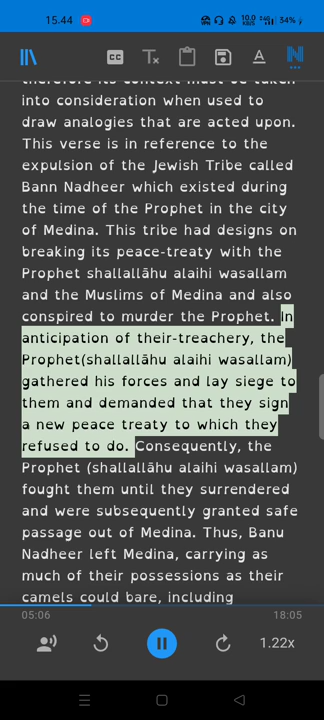 15.44
10.0 KB/S
34%
T×
A
N
therefore its context must be taken
into consideration when used to
draw analogies that are acted upon.
This verse is in reference to the
expulsion of the Jewish Tribe called
Bann Nadheer which existed during
the time of the Prophet in the city
of Medina. This tribe had designs on
breaking its peace-treaty with the
Prophet shallallāhu alaihi wasallam
and the Muslims of Medina and also
conspired to murder the Prophet. In
anticipation of their-treachery, the
Prophet(shallallāhu alaihi wasallam)
gathered his forces and lay siege to
them and demanded that they sign
a new peace treaty to which they
refused to do. Consequently, the
Prophet (shallallāhu alaihi wasallam)
fought them until they surrendered
and were subsequently granted safe
passage out of Medina. Thus, Banu
Nadheer left Medina, carrying as
much of their possessions as their
camels could bare, including
05:06 18:05
1.22x